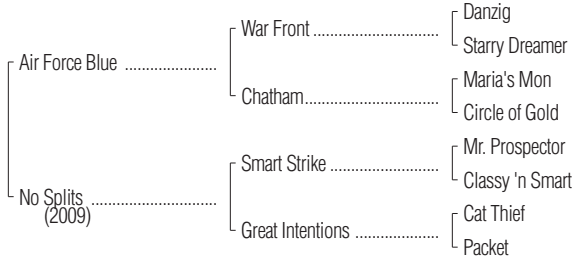 Danzig
War Front ..............................
Starry Dreamer
Air Force Blue ......................
Maria's Mon
Chatham................................
Circle of Gold
Mr. Prospector
Smart Strike ..........................
Classy 'n Smart
No Splits ..............................
(2009)
Cat Thief
Great Intentions ....................
Packet